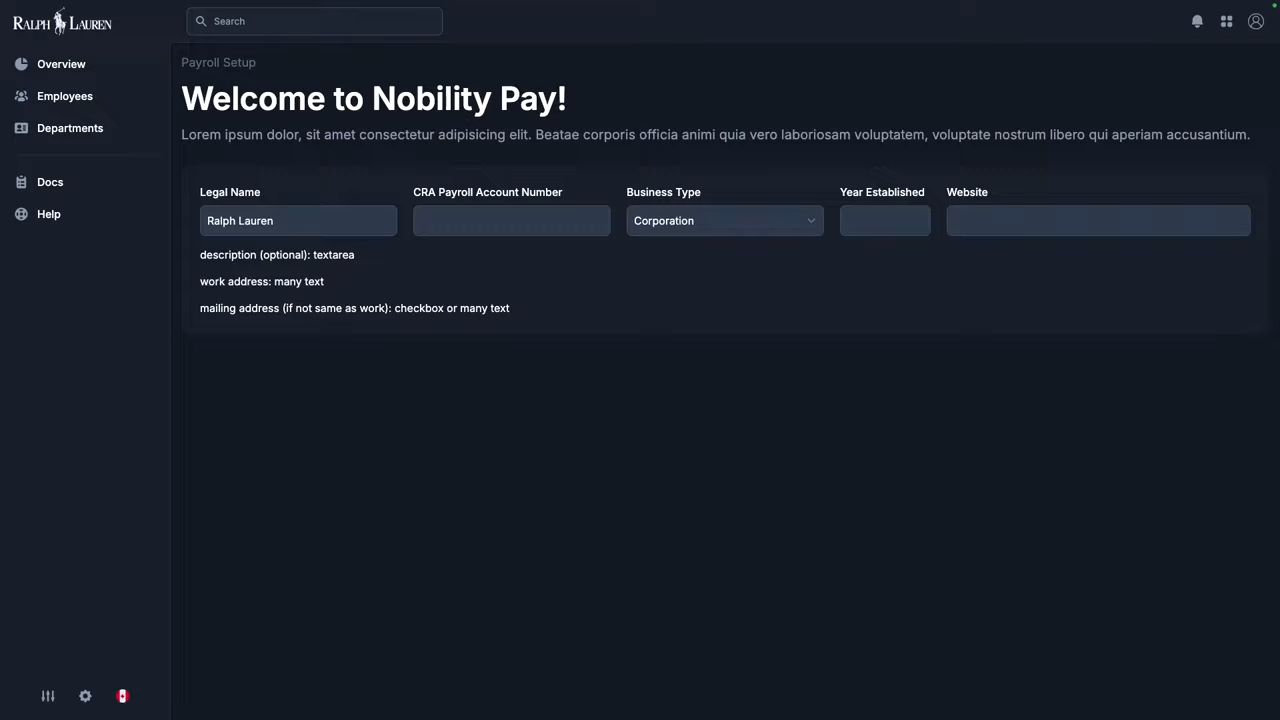 RALPH LAUREN
Search
Overview
Employees
Departments
Docs
Help
Payroll Setup
Welcome to Nobility Pay!
Lorem ipsum dolor, sit amet consectetur adipisicing elit. Beatae corporis officia animi quia vero laboriosam voluptatem, voluptate nostrum libero qui aperiam accusantium.
Legal Name CRA Payroll Account Number Business Type Year Established Website
Ralph Lauren Corporation
description (optional): textarea
work address: many text
mailing address (if not same as work): checkbox or many text